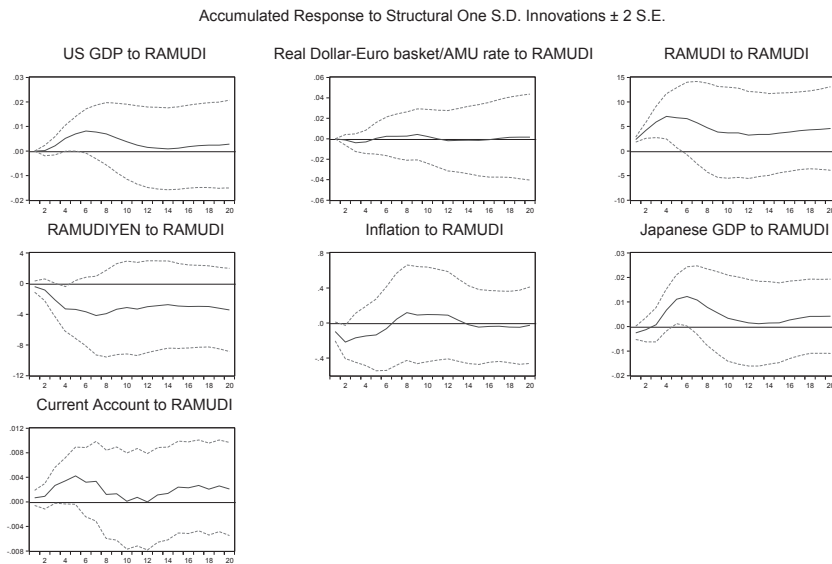 Accumulated Response to Structural One S.D. Innovations ± 2 S.E.
US GDP to RAMUDI
.03
.02
.01
.00
-.01
-.02
2 4 6 8 10 12 14 16 18 20
Real Dollar-Euro basket/AMU rate to RAMUDI
.06
.04
.02
.00
-.02
-.04
-.06
2 4 6 8 10 12 14 16 18 20
RAMUDI to RAMUDI
15
10
5
0
-5
-10
2 4 6 8 10 12 14 16 18 20
RAMUDIYEN to RAMUDI
4
0
-4
-8
-12
2 4 6 8 10 12 14 16 18 20
Inflation to RAMUDI
.8
.4
.0
-.4
2 4 6 8 10 12 14 16 18 20
Japanese GDP to RAMUDI
.03
.02
.01
.00
-.01
-.02
2 4 6 8 10 12 14 16 18 20
Current Account to RAMUDI
.012
.008
.004
.000
-.004
-.008
2 4 6 8 10 12 14 16 18 20